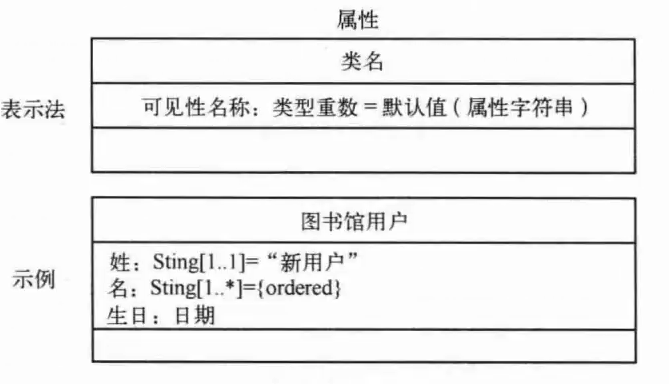 属性
类名
表示法
可见性名称：类型重数＝默认值（属性字符串）
图书馆用户
示例
姓：Sting[1..1]=“新用户”
名：Sting[1..*]={ordered}
生日：日期